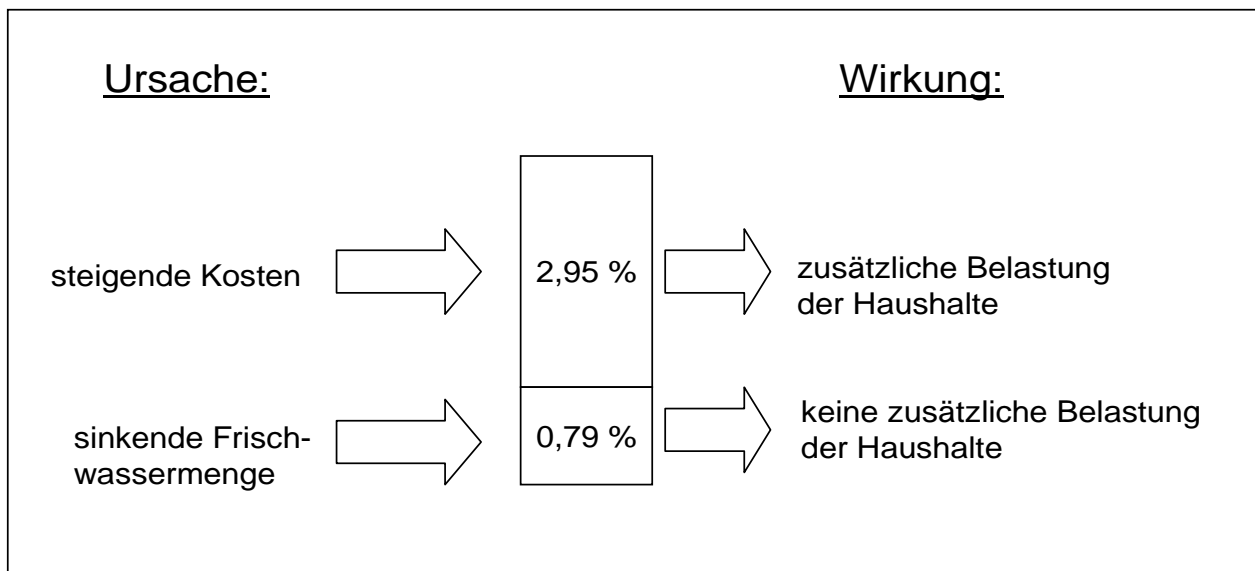 Ursache:
Wirkung:
steigende Kosten
2,95 %
zusätzliche Belastung
der Haushalte
sinkende Frisch-
wassermenge
0,79 %
keine zusätzliche Belastung
der Haushalte